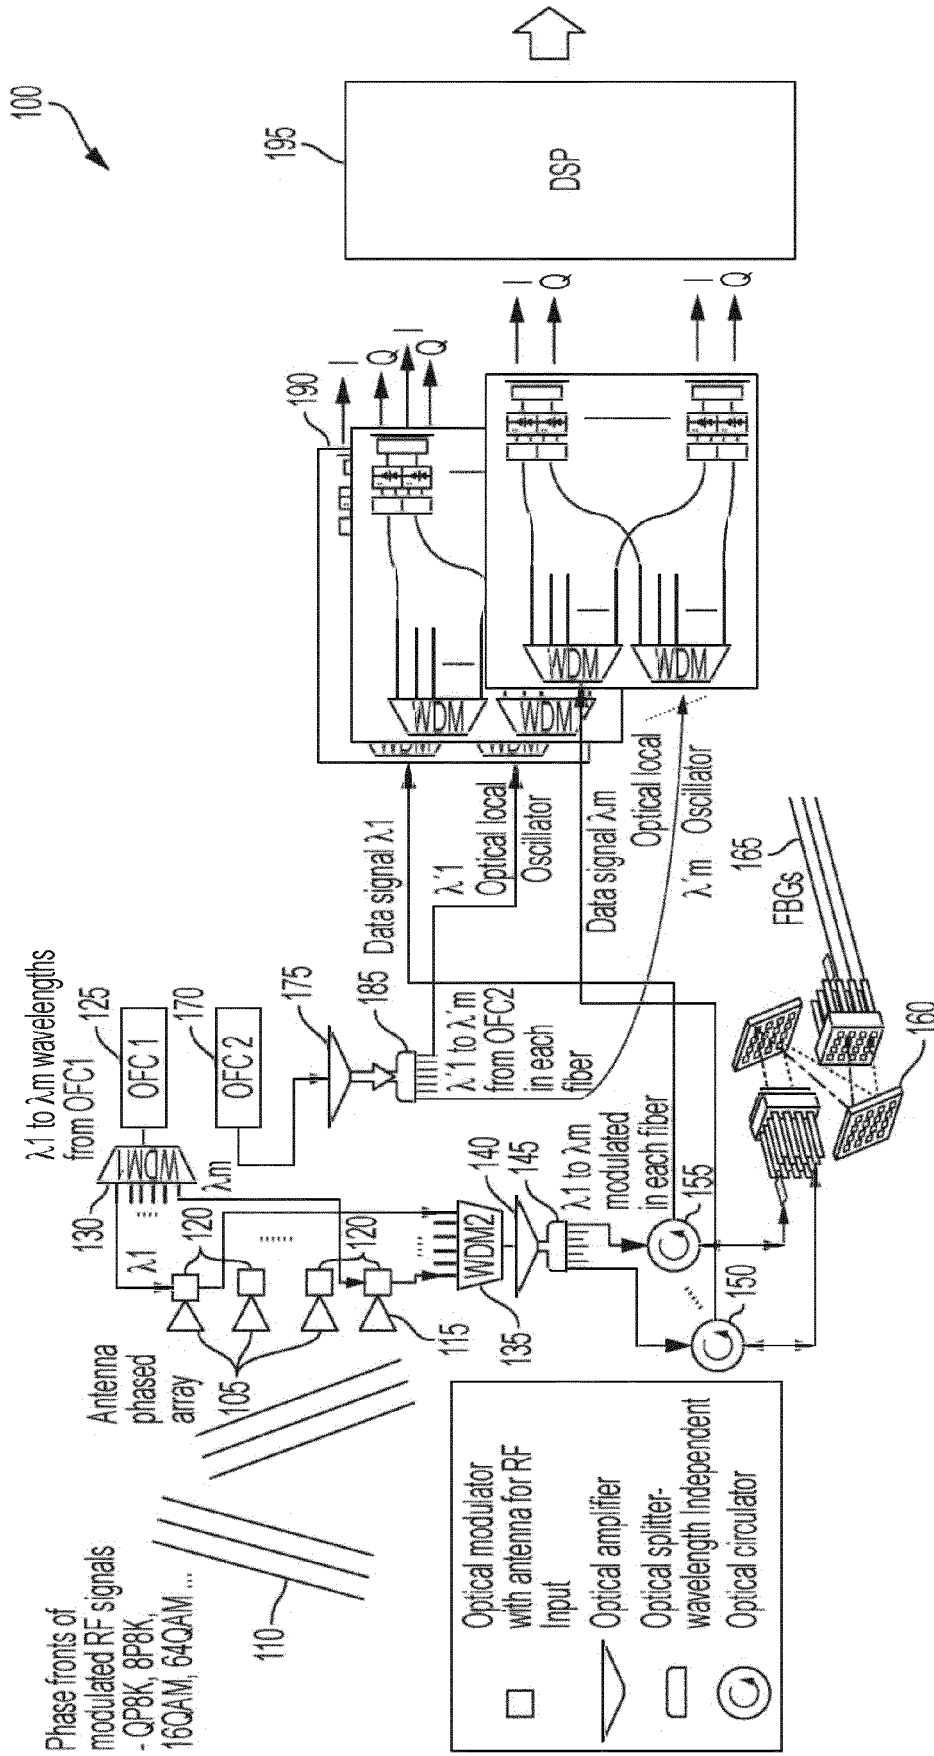 100
Phase fronts of
modulated RF signals
- QP8K, 8P8K,
16QAM, 64QAM ...
110
Antenna
phased
array
105
115
120
120
λ1
λm
130
WDM1
λ1 to λm wavelengths
from OFC1
125
OFC 1
170
OFC 2
175
185
λ'1 to λ'm
from OFC2
in each
fiber
WDM2
135
140
145
λ1 to λm
modulated
in each fiber
150
155
160
165
FBGs
Data signal λ1
λ'1
Optical local
Oscillator
Data signal λm
Optical local
λ'm Oscillator
190
WDM
WDM
WDM
WDM
WDM
WDM
I
Q
I
Q
I
Q
I
Q
195
DSP
Optical modulator
with antenna for RF
Input
Optical amplifier
Optical splitter-
wavelength Independent
Optical circulator